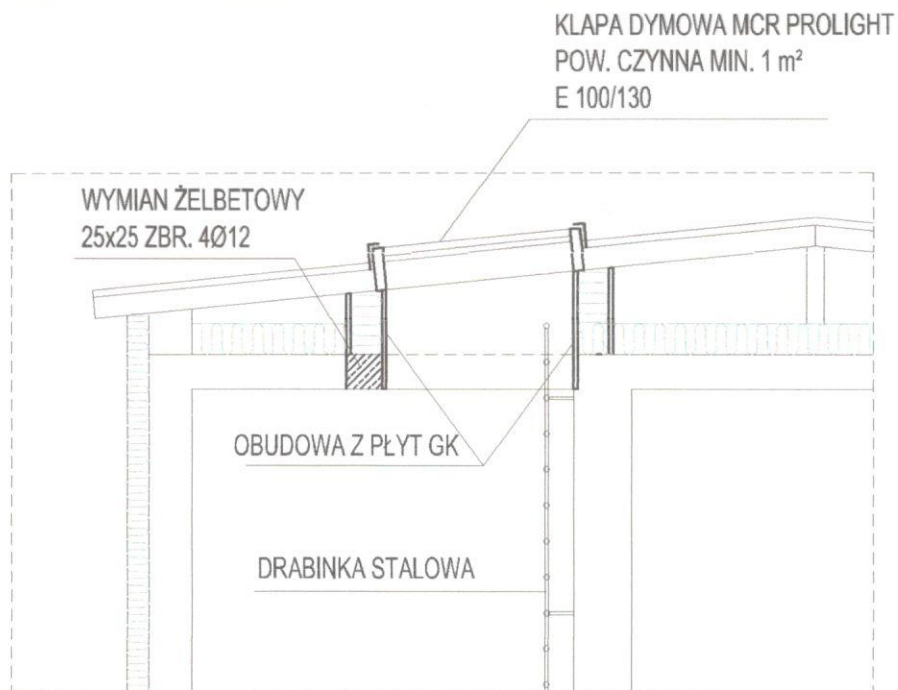 KLAPA DYMOWA MCR PROLIGHT
POW. CZYNNA MIN. 1 m²
E 100/130
WYMIAN ŻELBETOWY
25x25 ZBR. 4Ø12
OBUDOWA Z PŁYT GK
DRABINKA STALOWA